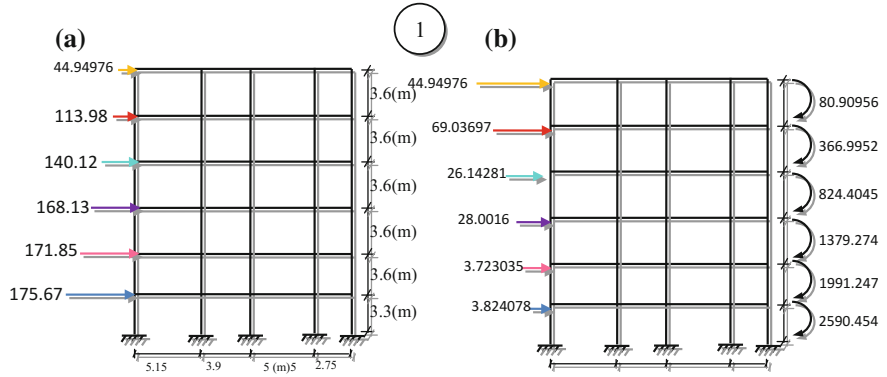 (a)
1
(b)
44.94976
113.98
140.12
168.13
171.85
175.67
3.6(m)
3.6(m)
3.6(m)
3.6(m)
3.6(m)
3.3(m)
5.15
3.9
5 (m)5
2.75
44.94976
69.03697
26.14281
28.0016
3.723035
3.824078
80.90956
366.9952
824.4045
1379.274
1991.247
2590.454